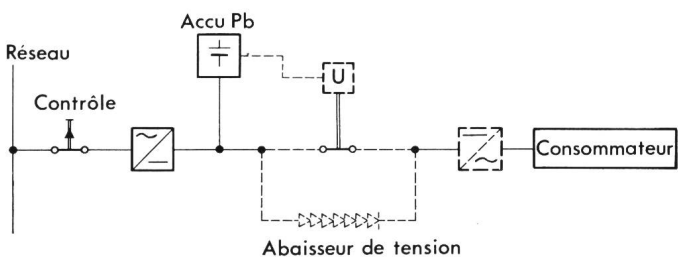 Accu Pb
Réseau
U
Contrôle
Consommateur
Abaisseur de tension